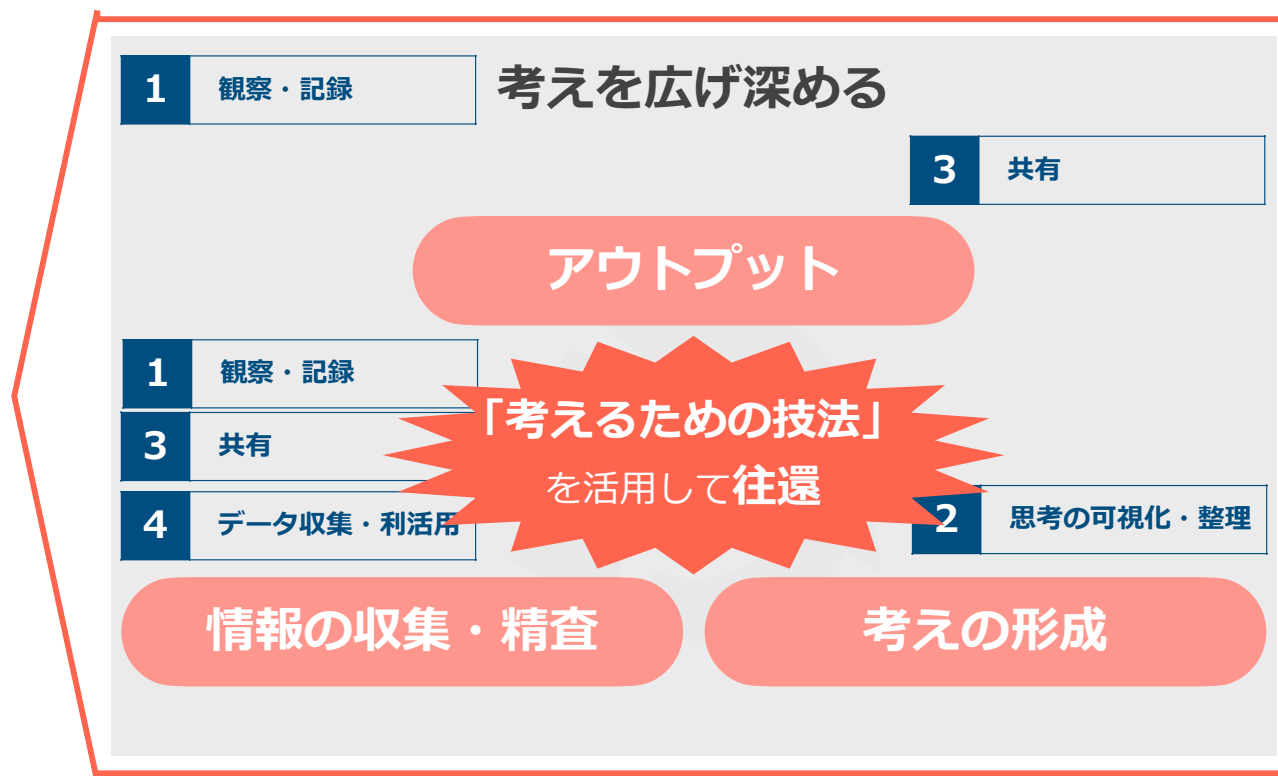 1 観察・記録
考えを広げ深める
3 共有
アウトプット
1 観察・記録
3 共有
4 データ収集・利活用
「考えるための技法」
を活用して往還
2 思考の可視化・整理
情報の収集・精査
考えの形成